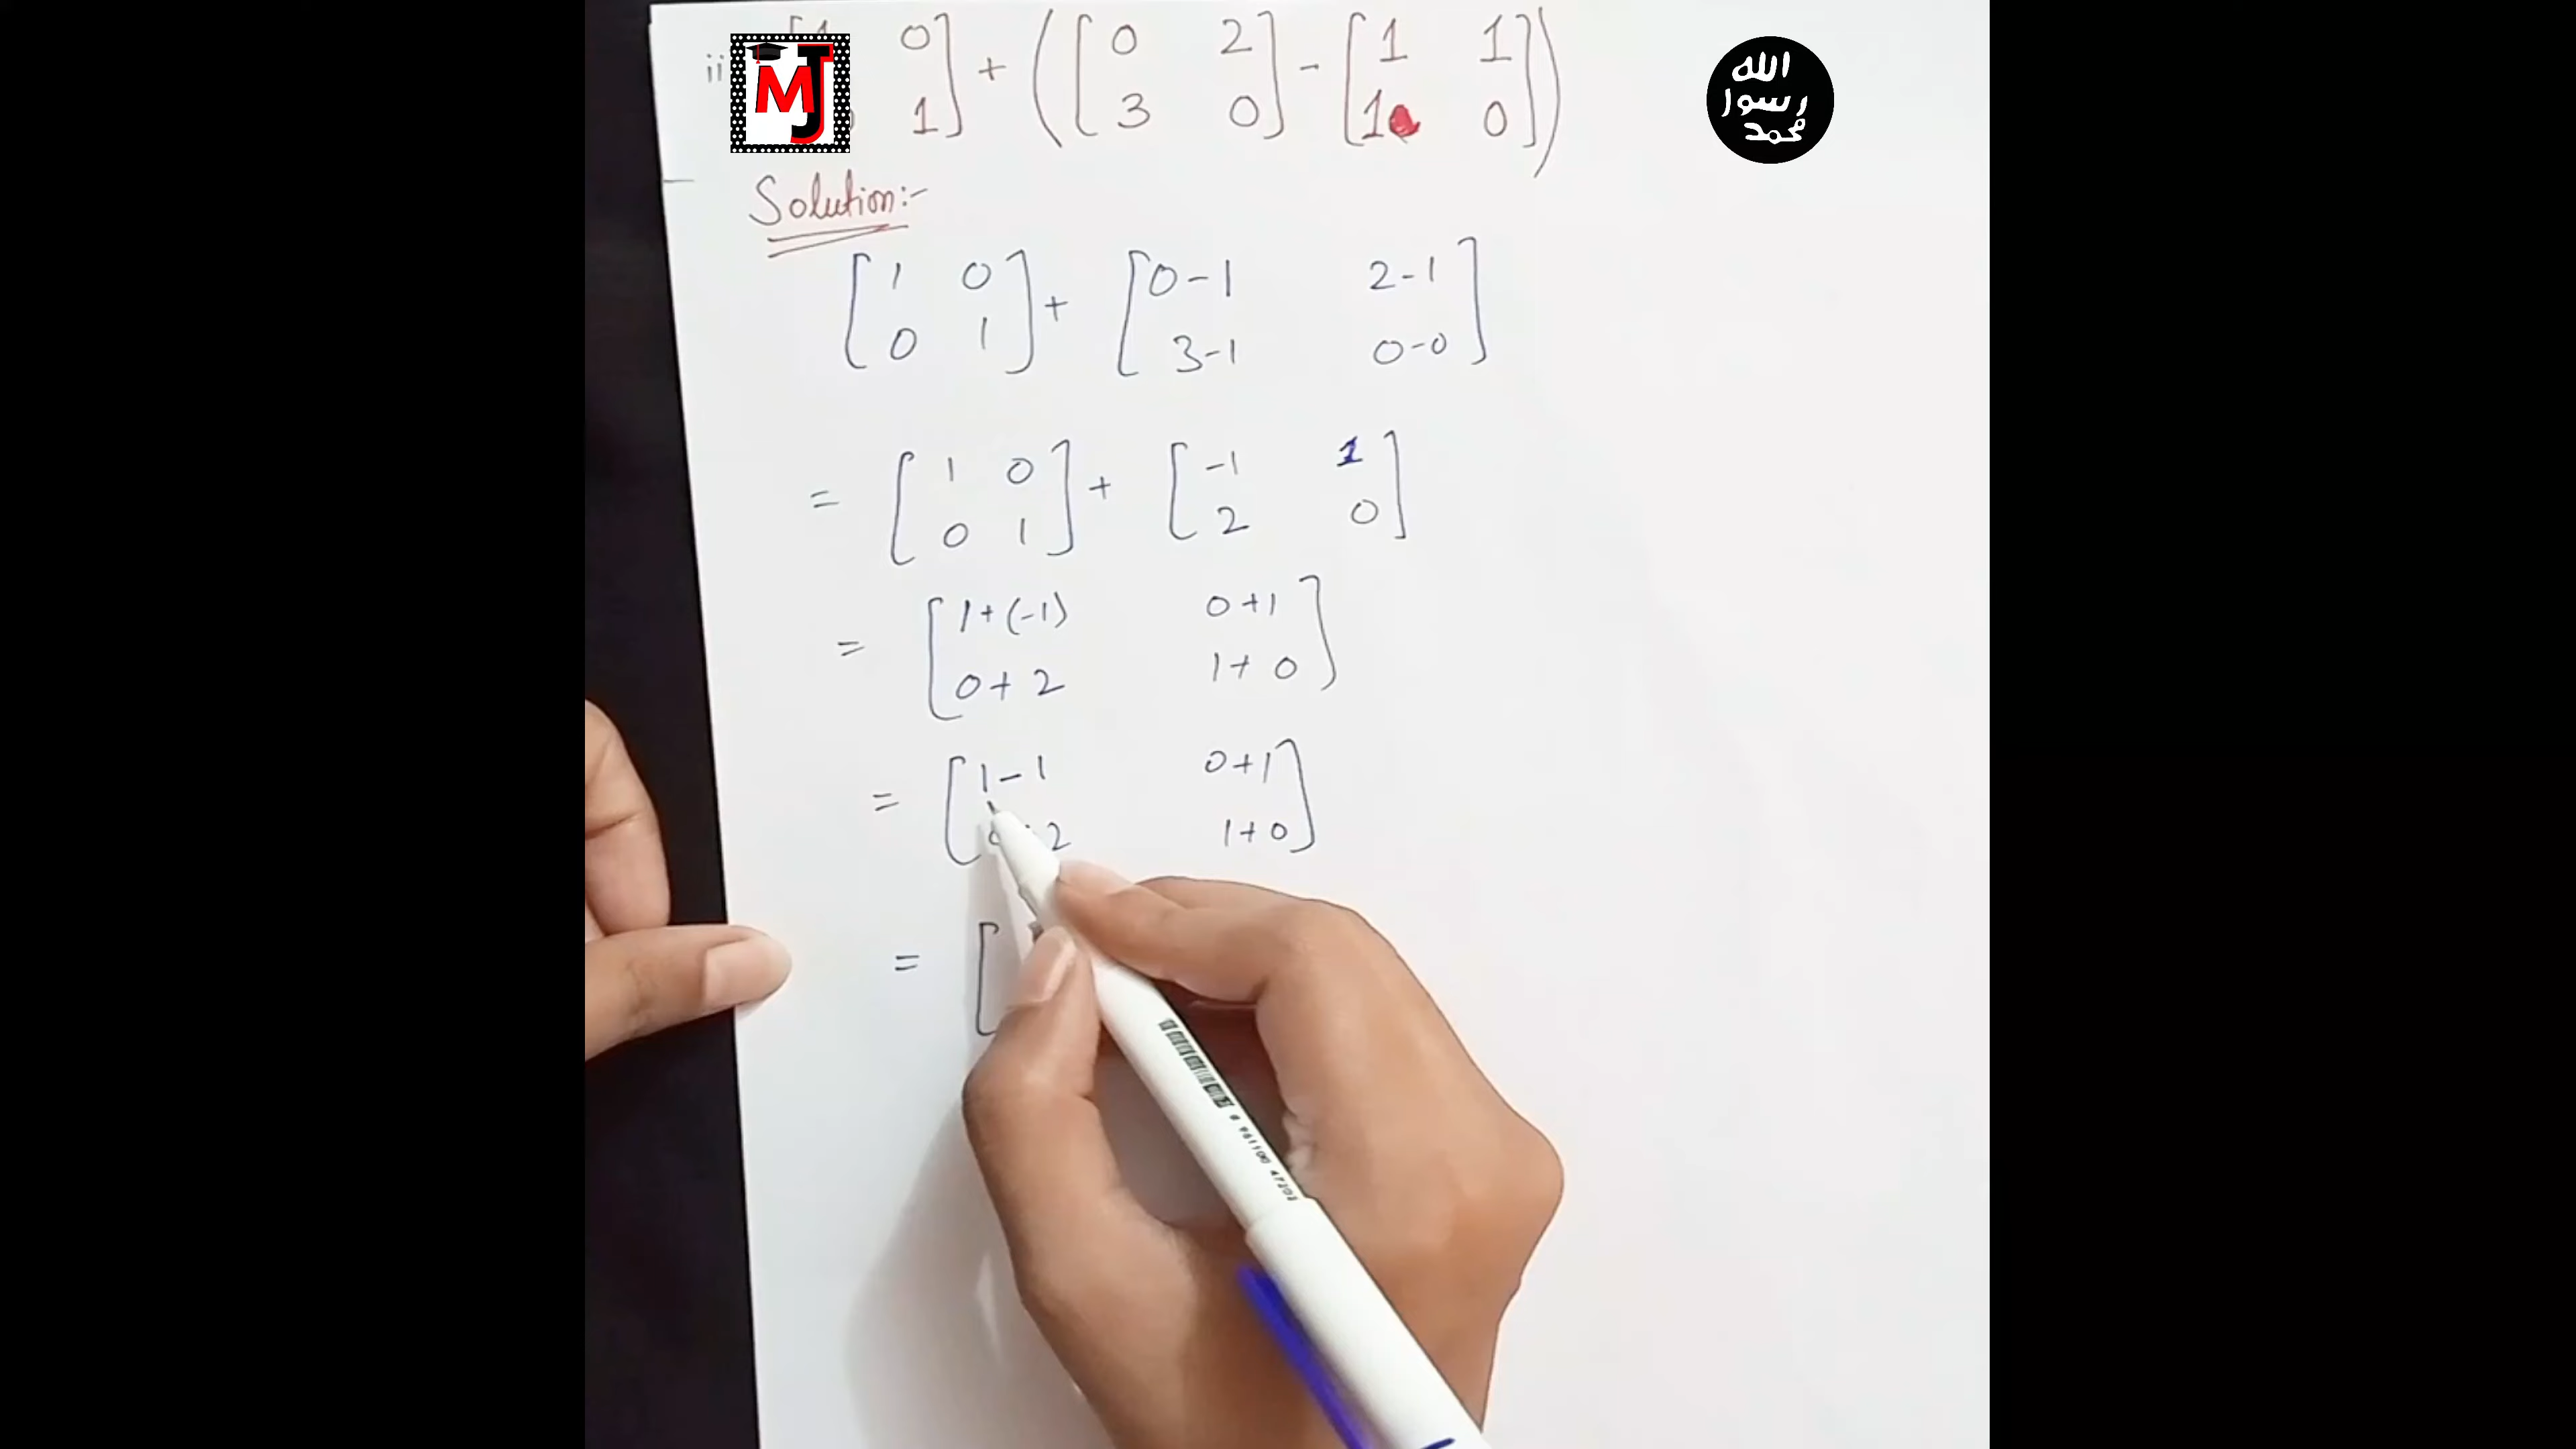 ii [1 0] + ([0 2] - [1 1])
1] [3 0] [1 0]
MJ
الله
رسول
محمد
Solution:-
[1 0] + [0-1 2-1]
[0 1] [3-1 0-0]
= [1 0] + [-1 1]
[0 1] [2 0]
= [1+(-1) 0+1]
[0+2 1+0]
= [1-1 0+1]
2 1+0]
= [